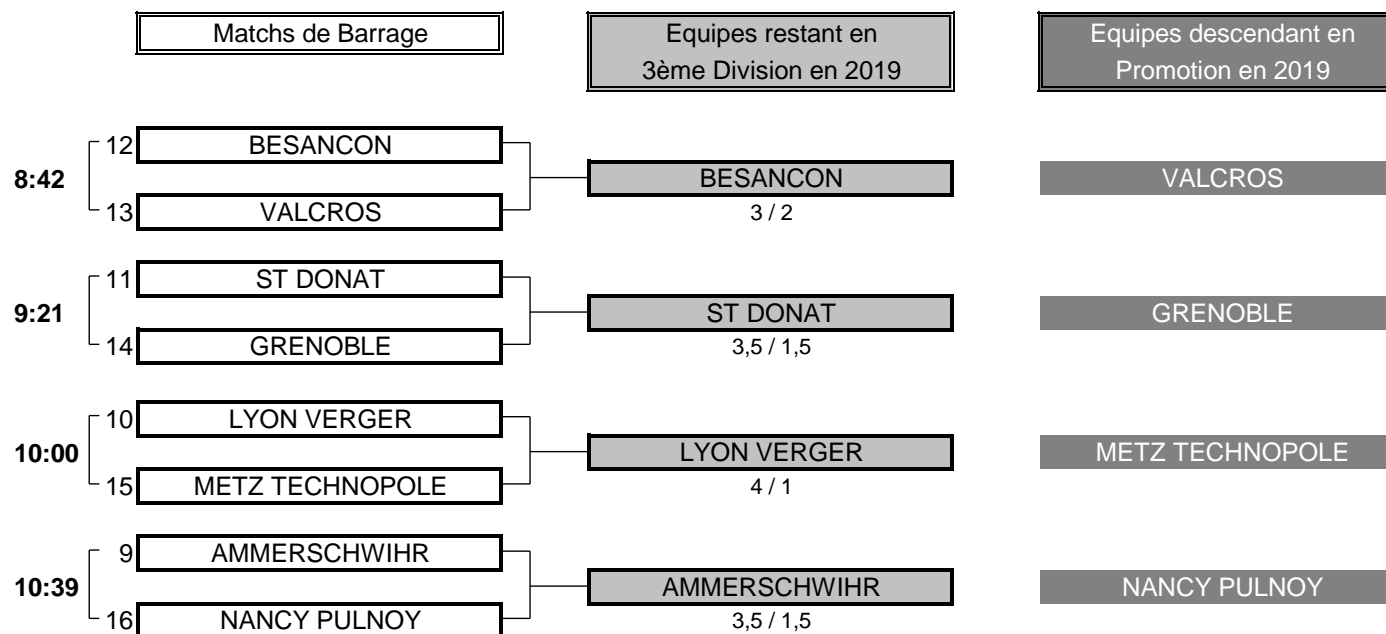 Matchs de Barrage
Equipes restant en
3ème Division en 2019
Equipes descendant en
Promotion en 2019
12 BESANCON
8:42 BESANCON VALCROS
13 VALCROS 3 / 2
11 ST DONAT
9:21 ST DONAT GRENOBLE
14 GRENOBLE 3,5 / 1,5
10 LYON VERGER
10:00 LYON VERGER METZ TECHNOPOLE
15 METZ TECHNOPOLE 4 / 1
9 AMMERSCHWIHR
10:39 AMMERSCHWIHR NANCY PULNOY
16 NANCY PULNOY 3,5 / 1,5